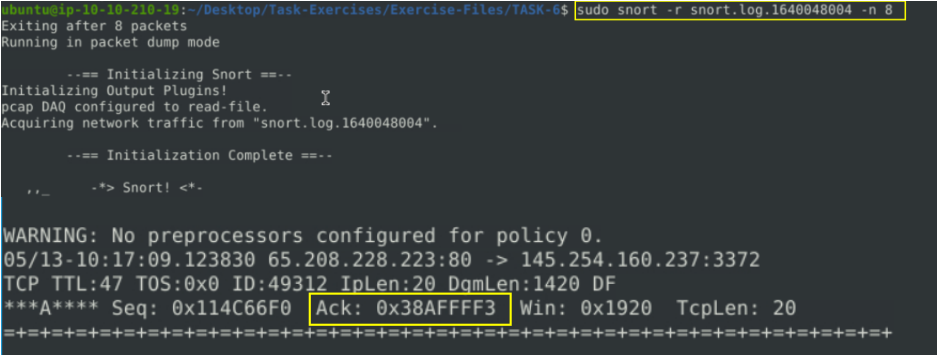 ubuntu@ip-10-10-210-19:~/Desktop/Task-Exercises/Exercise-Files/TASK-6$ sudo snort -r snort.log.1640048004 -n 8
Exiting after 8 packets
Running in packet dump mode
--== Initializing Snort ==--
Initializing Output Plugins!
pcap DAQ configured to read-file.
Acquiring network traffic from "snort.log.1640048004".
--== Initialization Complete ==--
,,_     -*> Snort! <*-
WARNING: No preprocessors configured for policy 0.
05/13-10:17:09.123830 65.208.228.223:80 -> 145.254.160.237:3372
TCP TTL:47 TOS:0x0 ID:49312 IpLen:20 DgmLen:1420 DF
***A**** Seq: 0x114C66F0  Ack: 0x38AFFFF3  Win: 0x1920  TcpLen: 20
=+=+=+=+=+=+=+=+=+=+=+=+=+=+=+=+=+=+=+=+=+=+=+=+=+=+=+=+=+=+=+=+=+=+=+=+=+